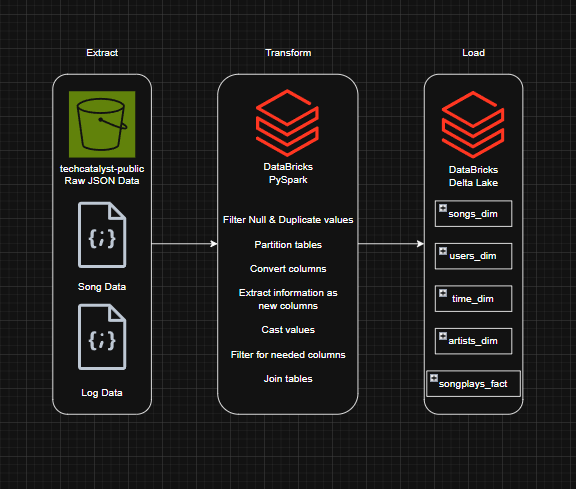 Extract
Transform
Load
techcatalyst-public
Raw JSON Data
{;}
Song Data
{;}
Log Data
DataBricks
PySpark
Filter Null & Duplicate values
Partition tables
Convert columns
Extract information as
new columns
Cast values
Filter for needed columns
Join tables
DataBricks
Delta Lake
songs_dim
users_dim
time_dim
artists_dim
songplays_fact